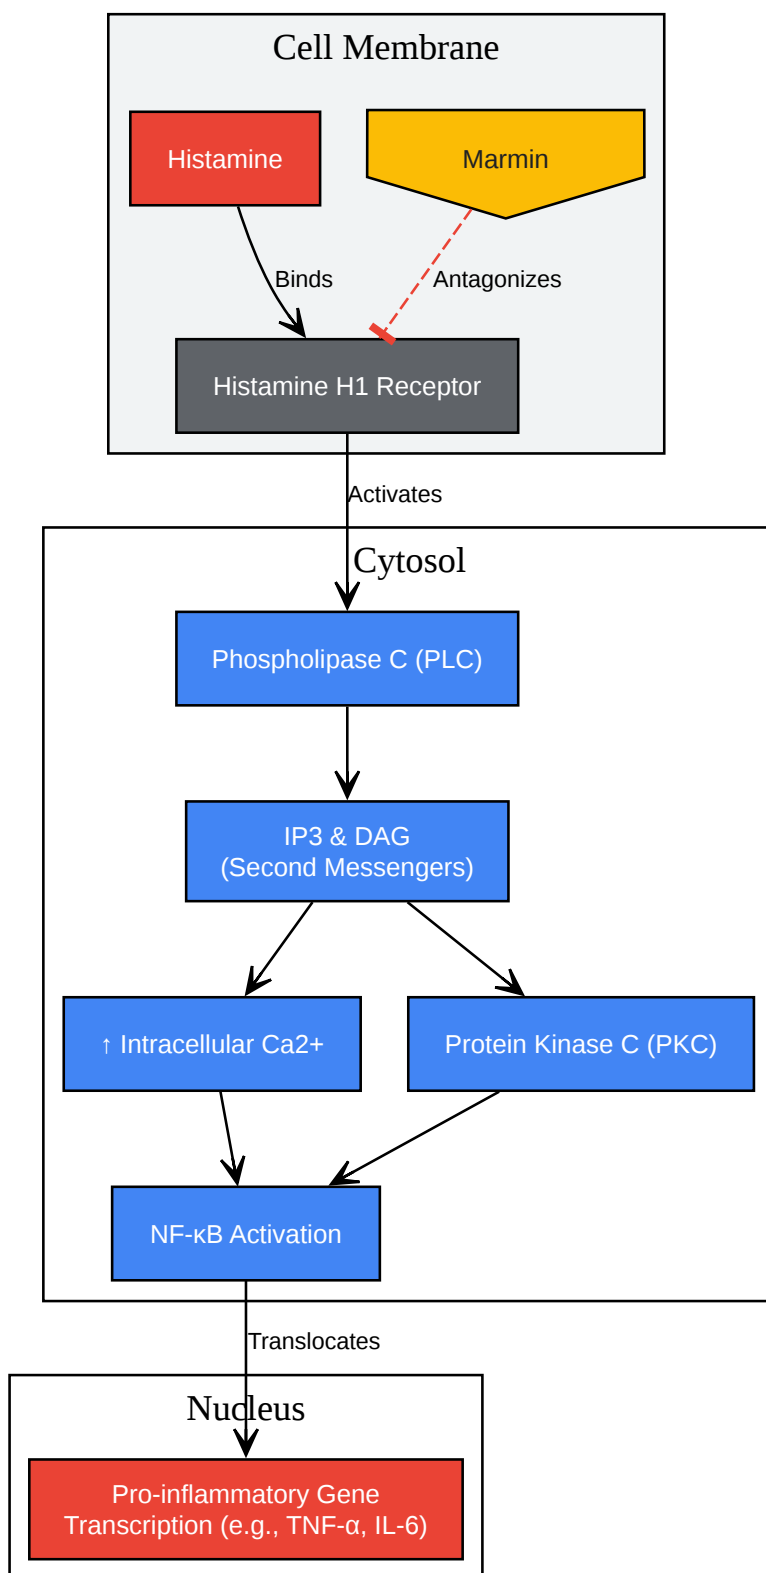 Cell Membrane
Histamine
Marmin
Binds
Antagonizes
Histamine H1 Receptor
Activates
Cytosol
Phospholipase C (PLC)
IP3 & DAG
(Second Messengers)
↑ Intracellular Ca2+
Protein Kinase C (PKC)
NF-κB Activation
Translocates
Nucleus
Pro-inflammatory Gene
Transcription (e.g., TNF-α, IL-6)